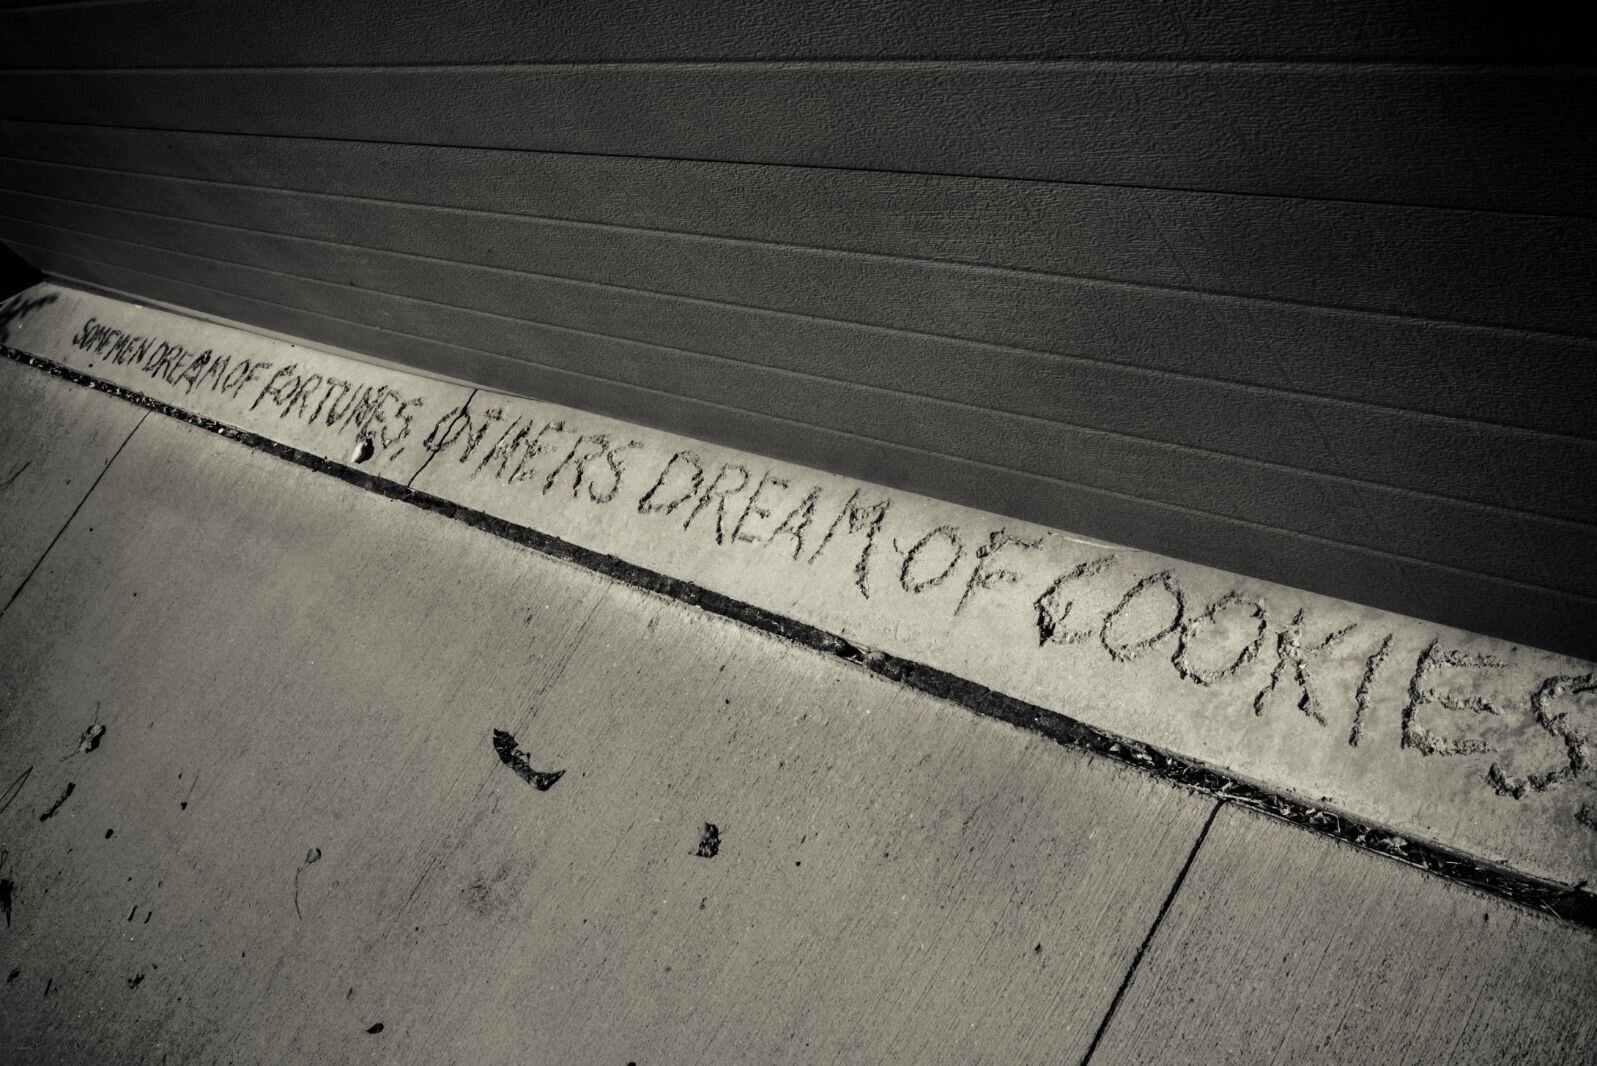 SOME MEN DREAM OF FORTUNES, OTHERS DREAM OF COOKIES